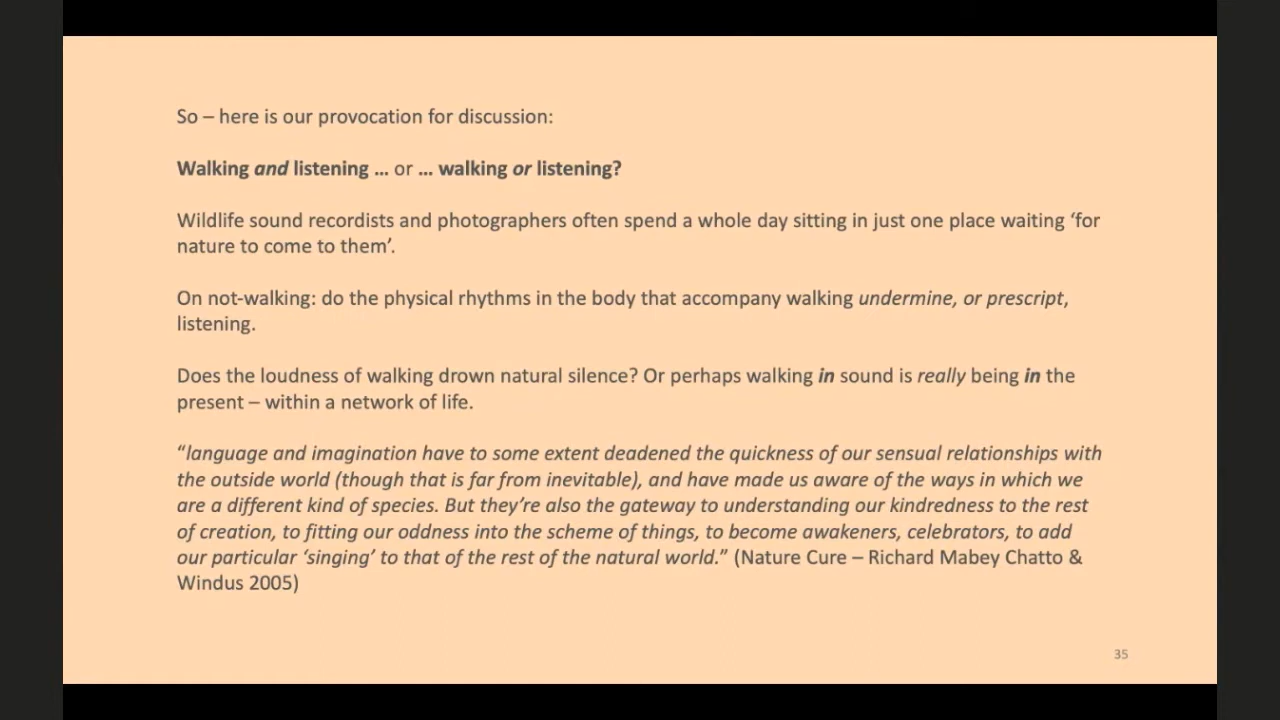 So – here is our provocation for discussion:
Walking and listening ... or ... walking or listening?
Wildlife sound recordists and photographers often spend a whole day sitting in just one place waiting ‘for
nature to come to them’.
On not-walking: do the physical rhythms in the body that accompany walking undermine, or prescript,
listening.
Does the loudness of walking drown natural silence? Or perhaps walking in sound is really being in the
present – within a network of life.
“language and imagination have to some extent deadened the quickness of our sensual relationships with
the outside world (though that is far from inevitable), and have made us aware of the ways in which we
are a different kind of species. But they’re also the gateway to understanding our kindredness to the rest
of creation, to fitting our oddness into the scheme of things, to become awakeners, celebrators, to add
our particular ‘singing’ to that of the rest of the natural world.” (Nature Cure – Richard Mabey Chatto &
Windus 2005)
35